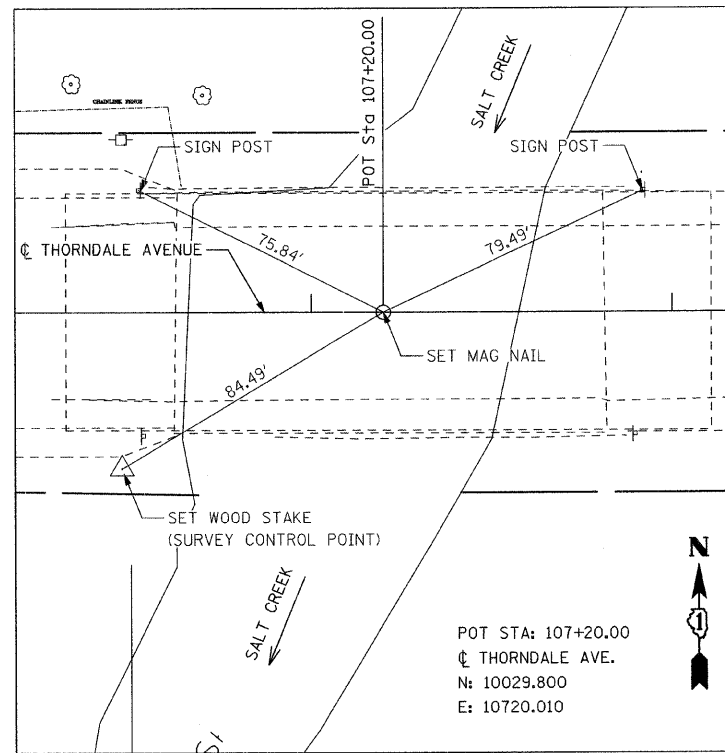 POT Sta 107+20.00
SALT CREEK
CHAINLINK FENCE
SIGN POST
SIGN POST
℄ THORNDALE AVENUE
75.84'
79.49'
SET MAG NAIL
84.49'
SET WOOD STAKE
(SURVEY CONTROL POINT)
SALT CREEK
N
1
POT STA: 107+20.00
℄ THORNDALE AVE.
N: 10029.800
E: 10720.010